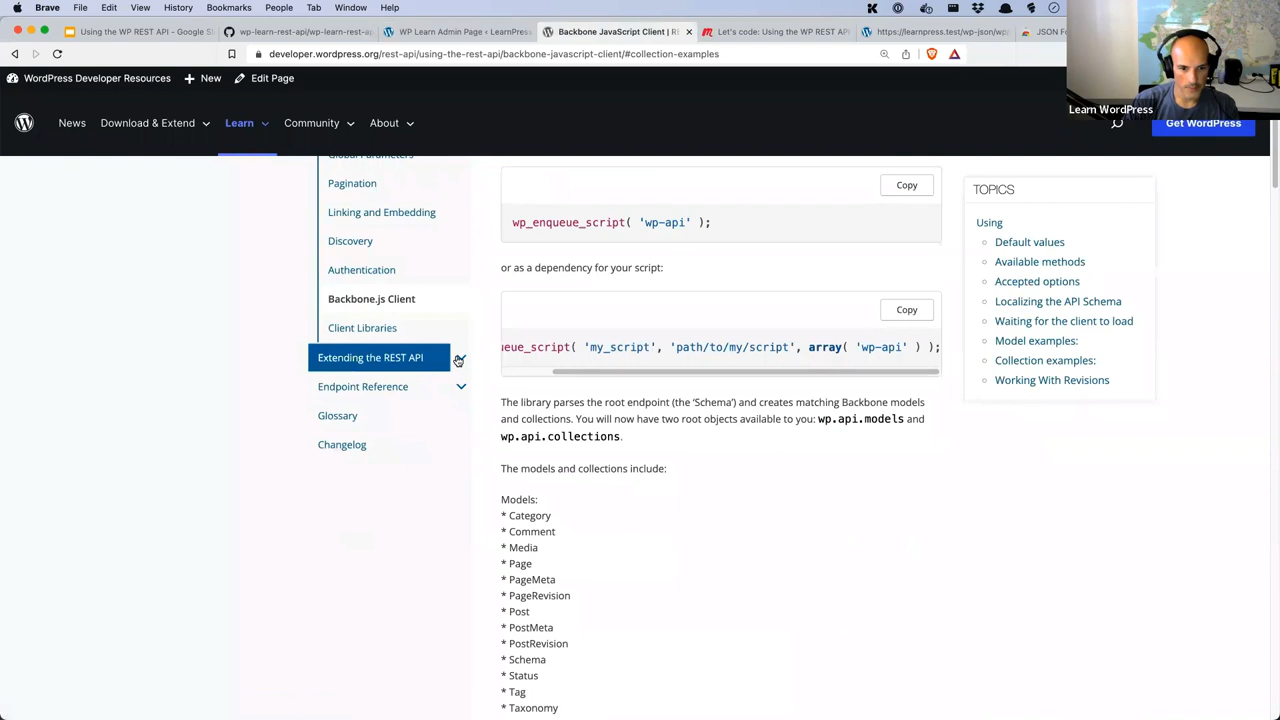 Brave File Edit View History Bookmarks People Tab Window Help
Using the WP REST API - Google Sl
wp-learn-rest-api/wp-learn-rest-ap
WP Learn Admin Page ‹ LearnPress
Backbone JavaScript Client | R
Let's code: Using the WP REST API
https://learnpress.test/wp-json/wp
JSON Fo
developer.wordpress.org/rest-api/using-the-rest-api/backbone-javascript-client/#collection-examples
WordPress Developer Resources New Edit Page
Learn WordPress
News Download & Extend Learn Community About Get WordPress
Global Parameters
Pagination
Linking and Embedding
Discovery
Authentication
Backbone.js Client
Client Libraries
Extending the REST API
Endpoint Reference
Glossary
Changelog
Copy
wp_enqueue_script( 'wp-api' );
or as a dependency for your script:
Copy
ueue_script( 'my_script', 'path/to/my/script', array( 'wp-api' ) );
The library parses the root endpoint (the ‘Schema’) and creates matching Backbone models
and collections. You will now have two root objects available to you: wp.api.models and
wp.api.collections.
The models and collections include:
Models:
* Category
* Comment
* Media
* Page
* PageMeta
* PageRevision
* Post
* PostMeta
* PostRevision
* Schema
* Status
* Tag
* Taxonomy
TOPICS
Using
Default values
Available methods
Accepted options
Localizing the API Schema
Waiting for the client to load
Model examples:
Collection examples:
Working With Revisions